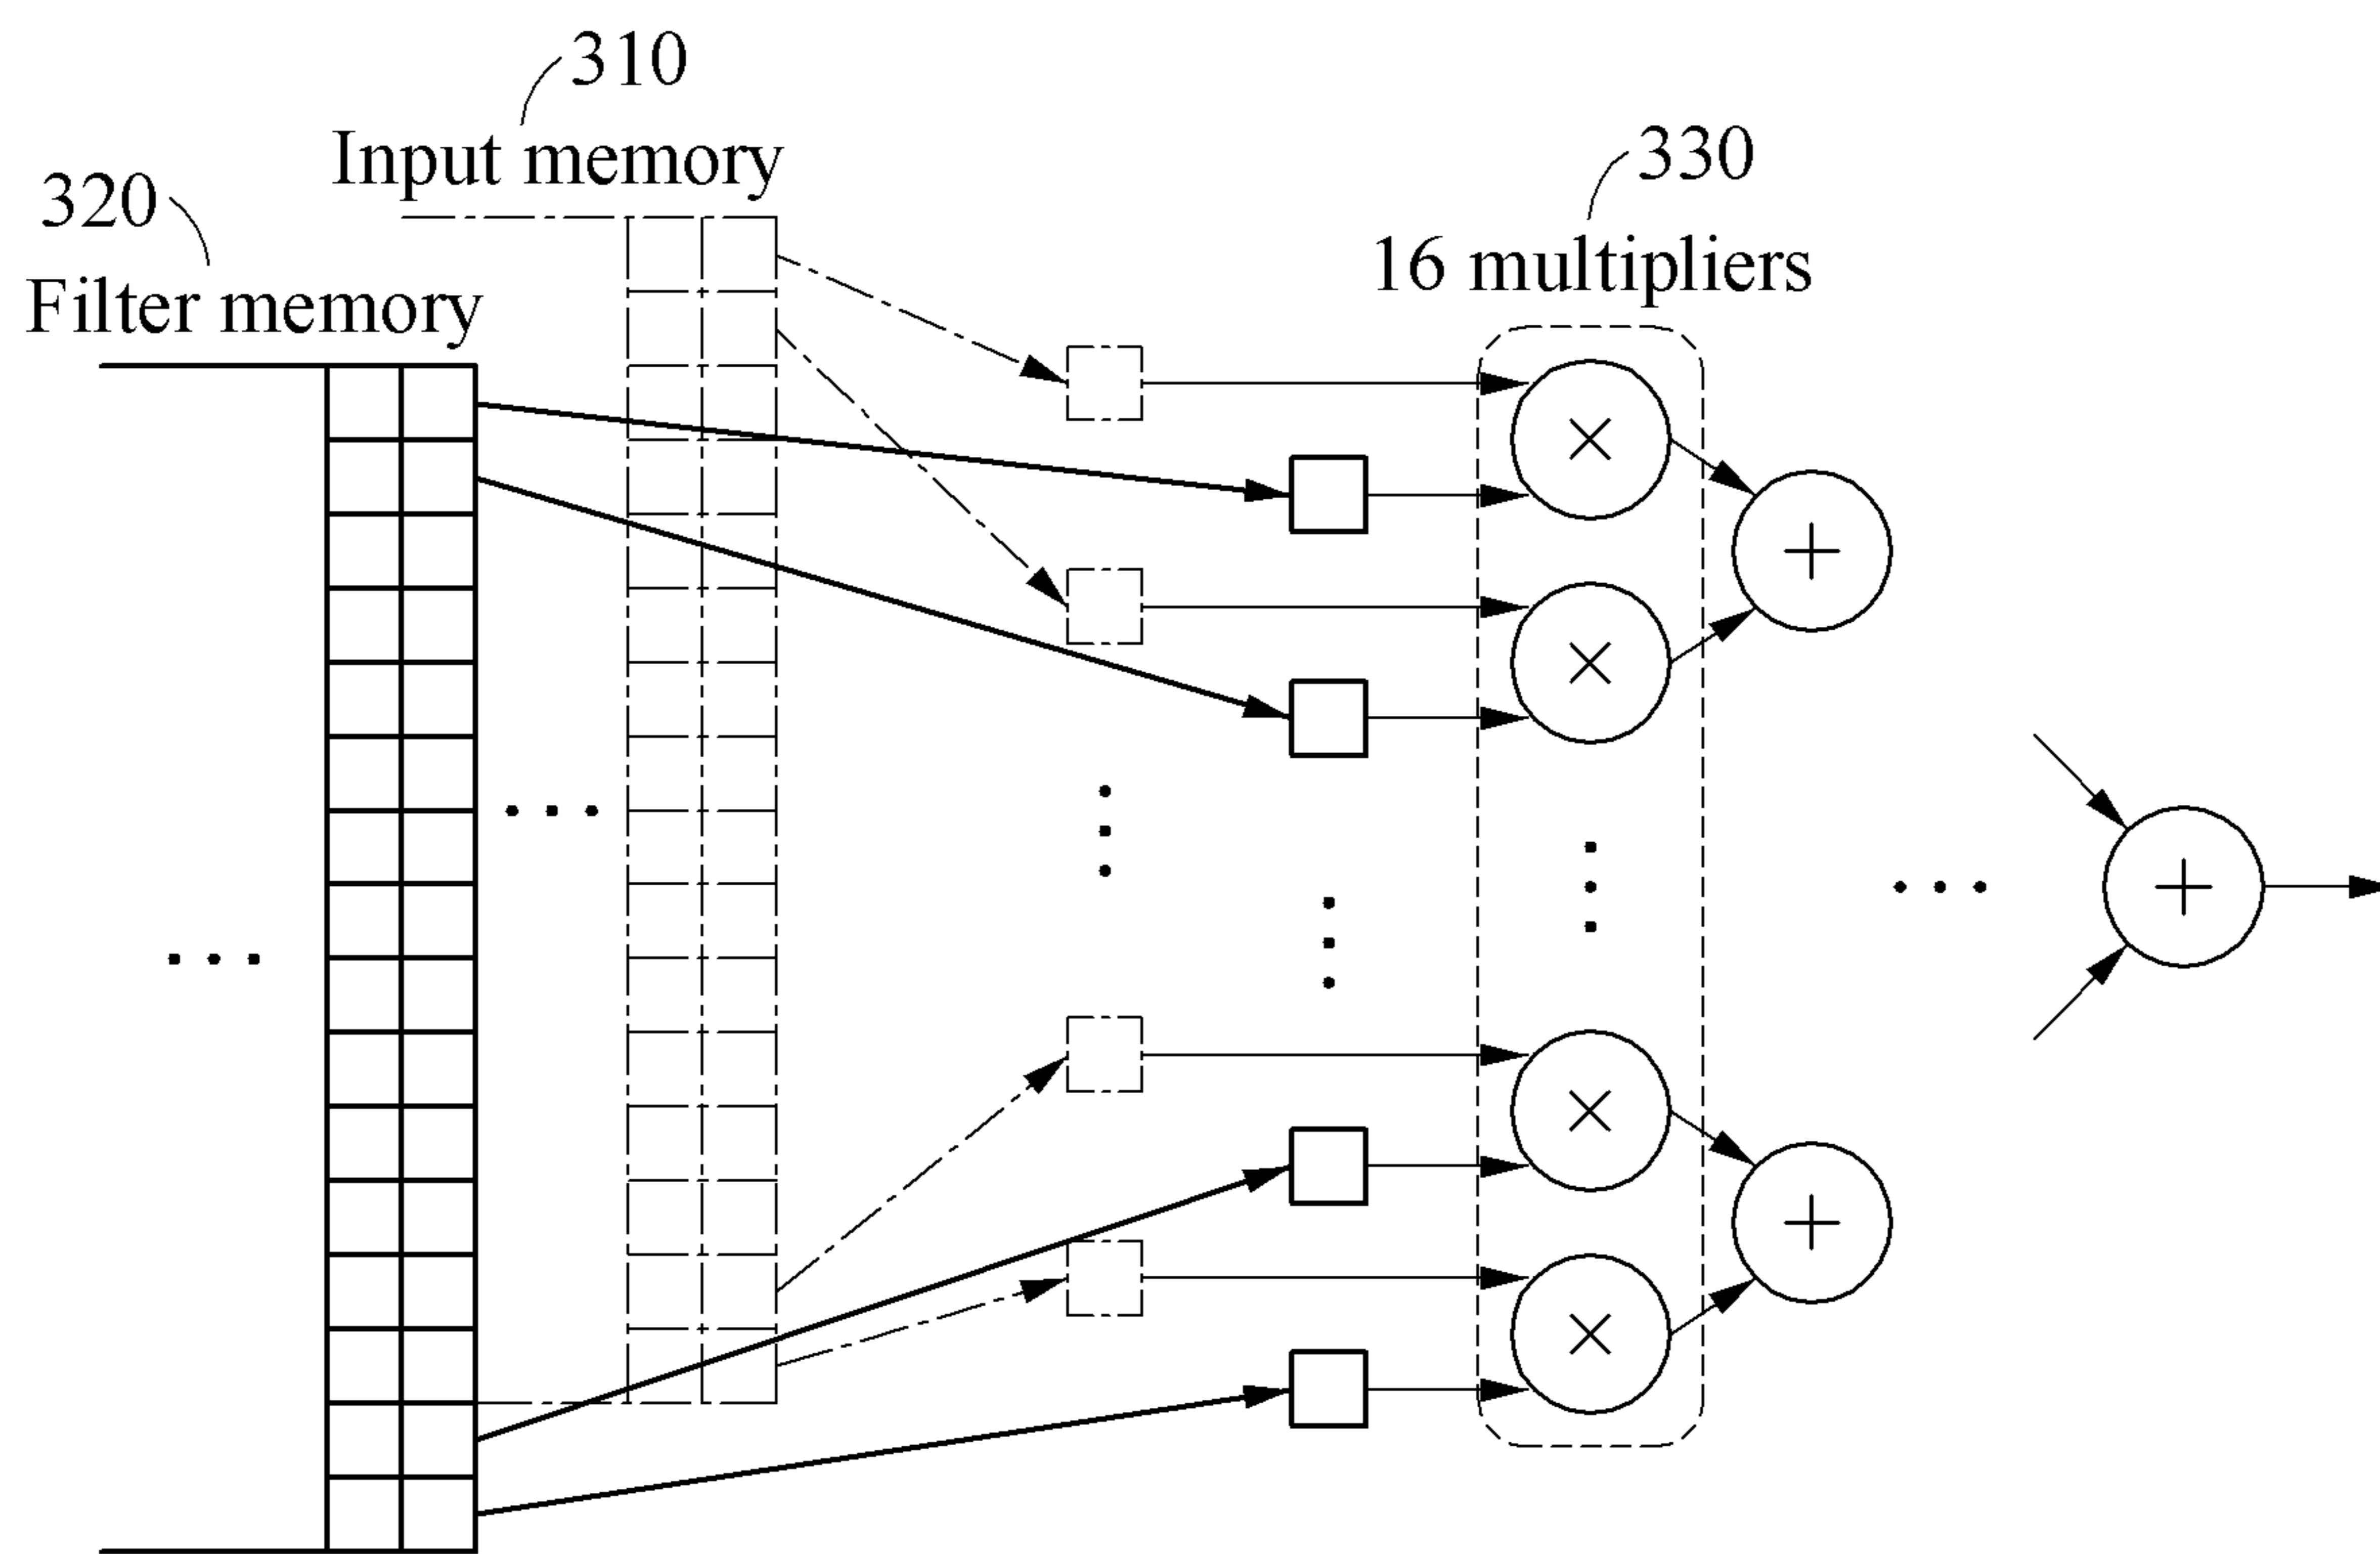 310
Input memory
320
Filter memory
330
16 multipliers